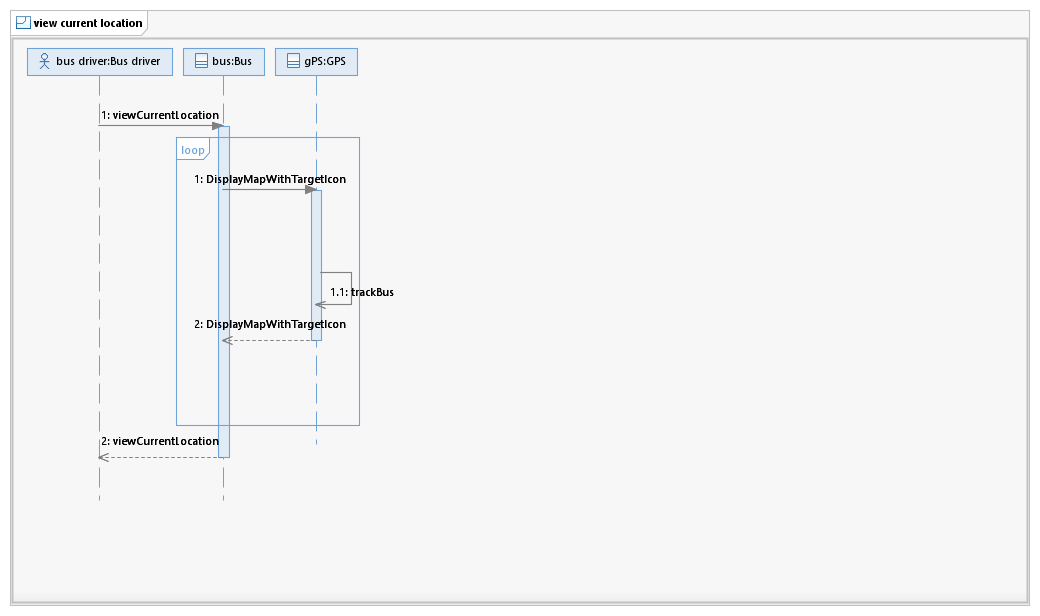 view current location
bus driver:Bus driver
bus:Bus
gPS:GPS
1: viewCurrentLocation
loop
1: DisplayMapWithTargetIcon
1.1: trackBus
2: DisplayMapWithTargetIcon
2: viewCurrentLocation